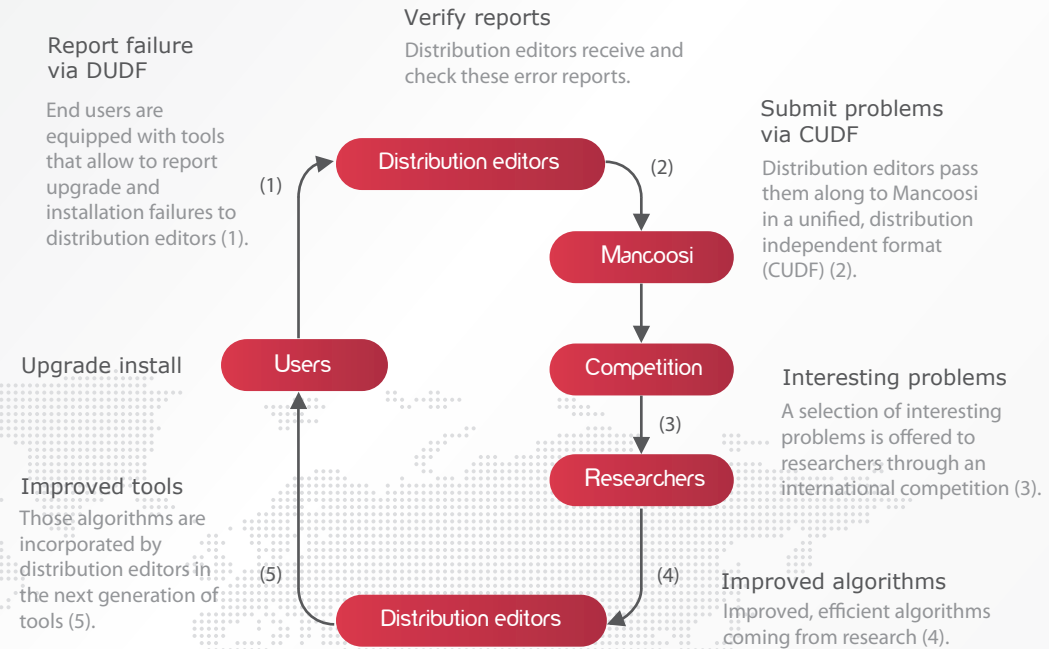 Verify reports
Distribution editors receive and
check these error reports.
Report failure
via DUDF
End users are
equipped with tools
that allow to report
upgrade and
installation failures to
distribution editors (1).
Submit problems
via CUDF
Distribution editors pass
them along to Mancoosi
in a unified, distribution
independent format
(CUDF) (2).
(1)
Distribution editors
(2)
Mancoosi
Upgrade install
Users
Competition
(3)
Interesting problems
A selection of interesting
problems is offered to
researchers through an
international competition (3).
Researchers
Improved tools
Those algorithms are
incorporated by
distribution editors in
the next generation of
tools (5).
(5)
(4)
Distribution editors
Improved algorithms
Improved, efficient algorithms
coming from research (4).